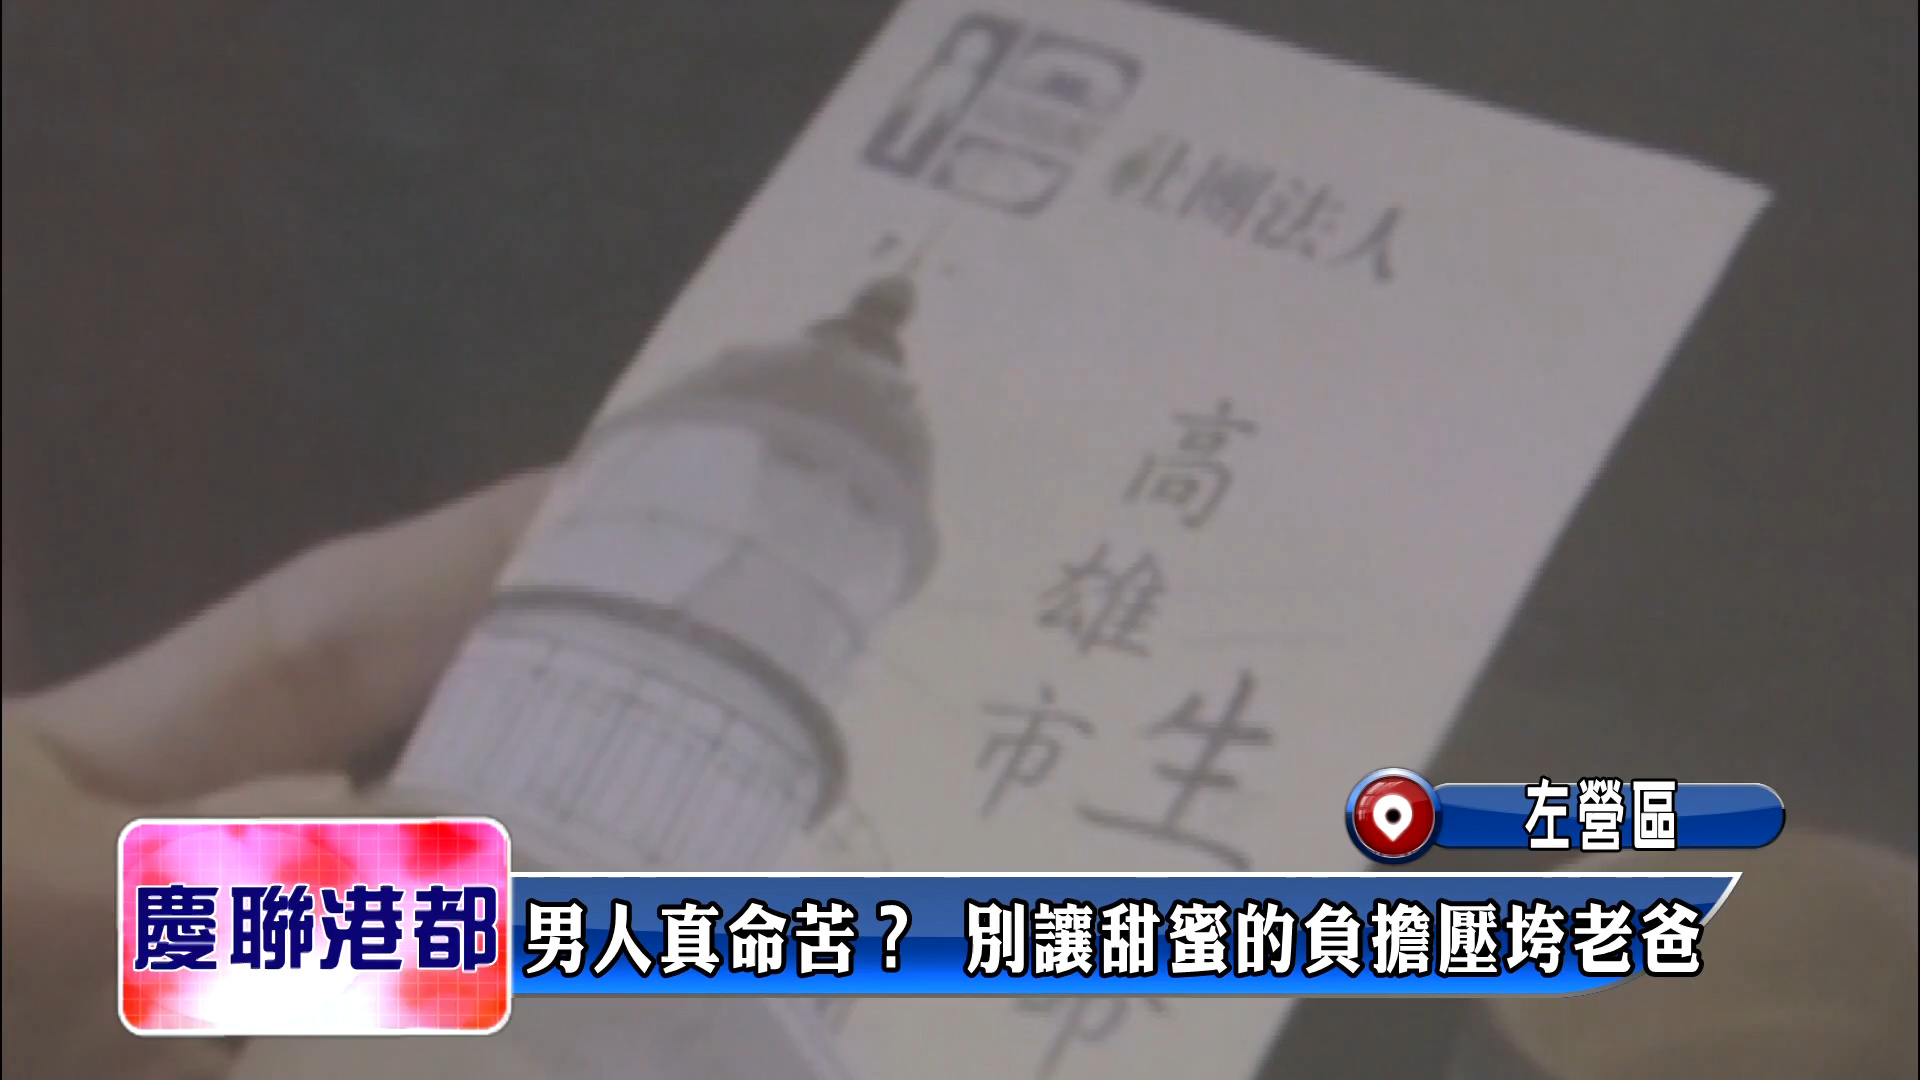 社團法人
高雄市
生命
左營區
慶聯港都
男人真命苦？ 別讓甜蜜的負擔壓垮老爸